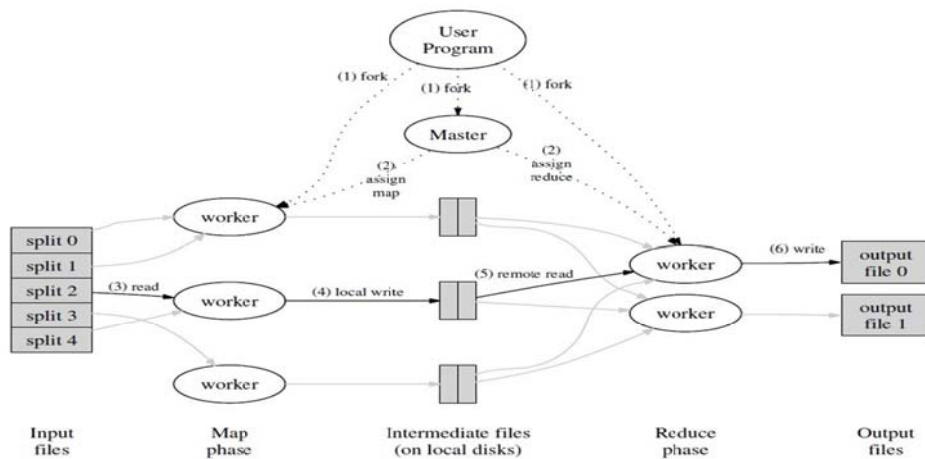 User
Program
(1) fork
(1) fork
(1) fork
Master
(2)
assign
map
(2)
assign
reduce
worker
split 0
split 1
split 2
split 3
split 4
(3) read
worker
(4) local write
(5) remote read
worker
(6) write
output
file 0
worker
output
file 1
worker
Input
files
Map
phase
Intermediate files
(on local disks)
Reduce
phase
Output
files